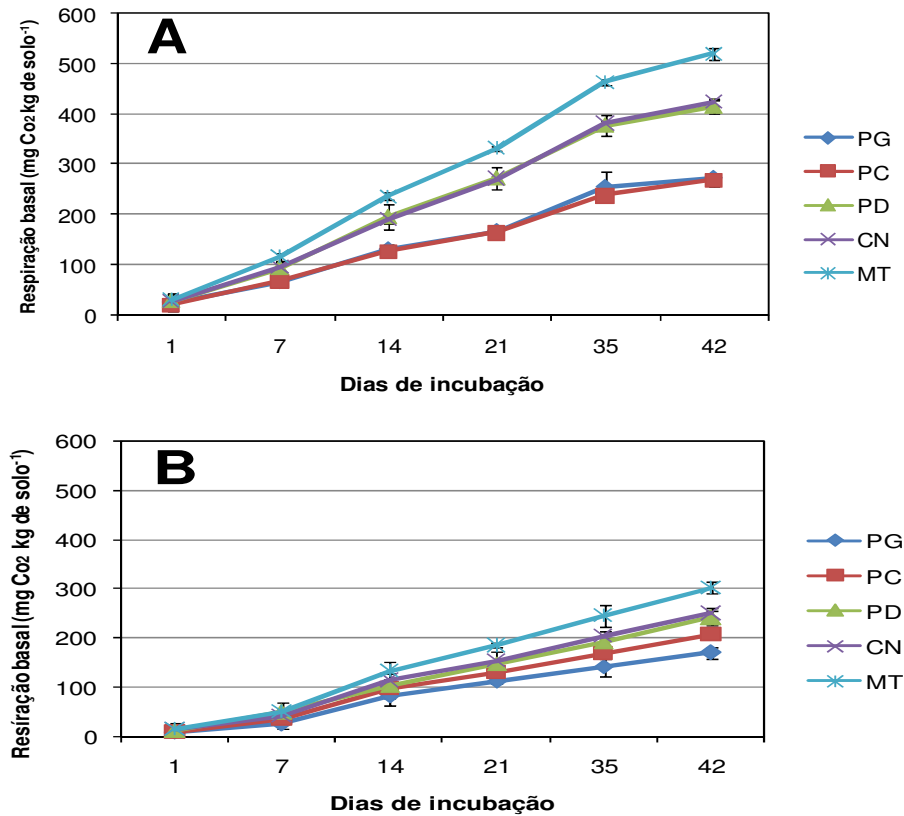 A
Respiração basal (mg Co2 kg de solo-1)
600
500
400
300
200
100
0
1 7 14 21 35 42
Dias de incubação
PG
PC
PD
CN
MT
B
Resíração basal (mg Co2 kg de solo-1)
600
500
400
300
200
100
0
1 7 14 21 35 42
Dias de incubação
PG
PC
PD
CN
MT